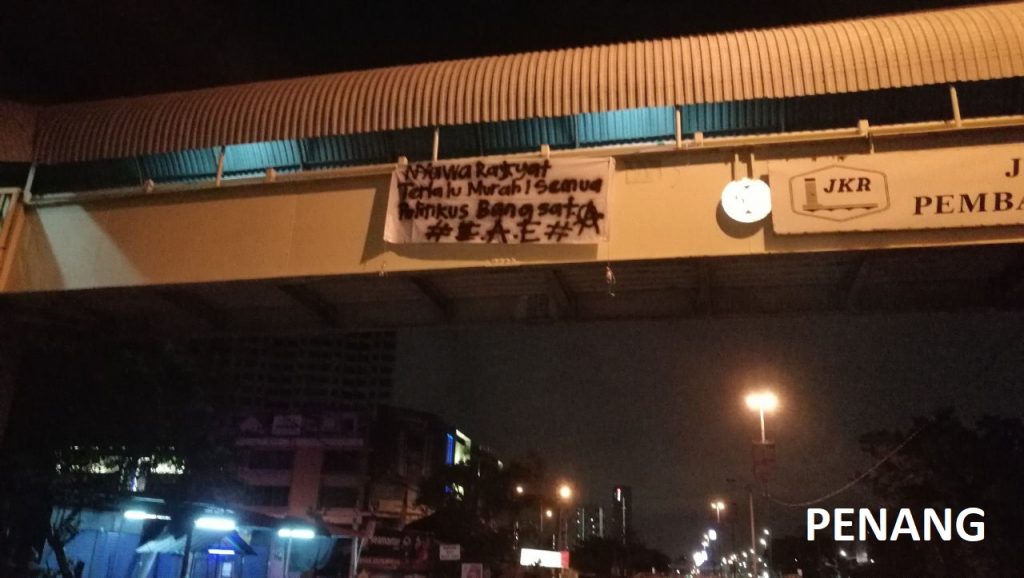 Nyawa Rakyat
Terlalu Murah! Semua
Politikus Bangsat
#E.A.E#
JKR
J
PEMBA
PENANG